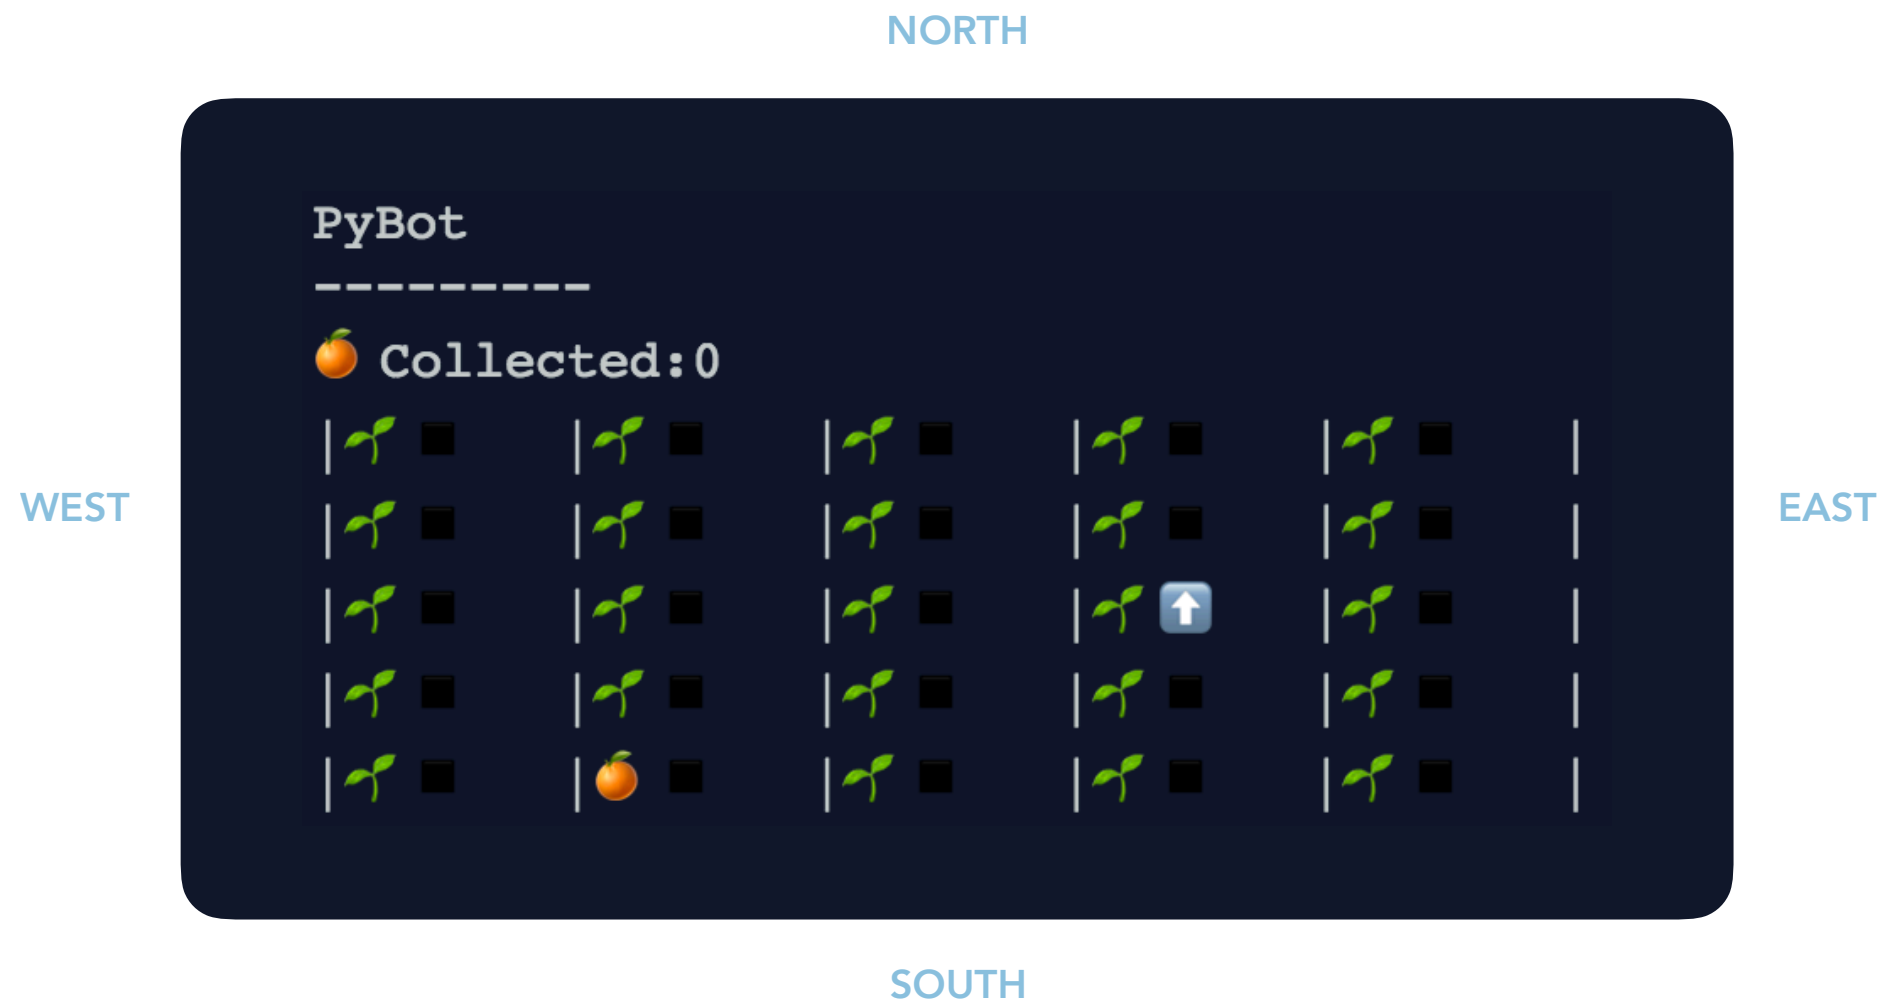 NORTH
PyBot
---------
🍊 Collected:0
|🌱 ◾ |🌱 ◾ |🌱 ◾ |🌱 ◾ |🌱 ◾ |
|🌱 ◾ |🌱 ◾ |🌱 ◾ |🌱 ◾ |🌱 ◾ |
WEST
EAST
|🌱 ◾ |🌱 ◾ |🌱 ◾ |🌱 ⬆️ |🌱 ◾ |
|🌱 ◾ |🌱 ◾ |🌱 ◾ |🌱 ◾ |🌱 ◾ |
|🌱 ◾ |🍊 ◾ |🌱 ◾ |🌱 ◾ |🌱 ◾ |
SOUTH